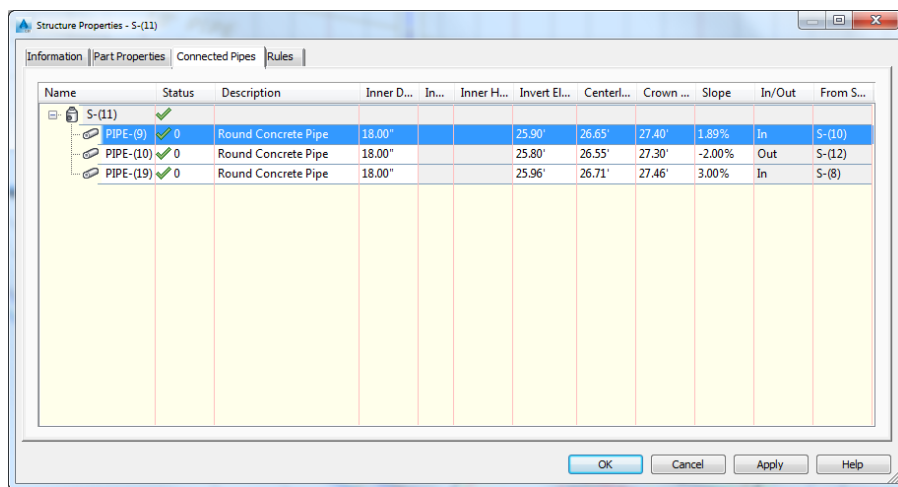 Structure Properties - S-(11)
Information Part Properties Connected Pipes Rules
Name Status Description Inner D... In... Inner H... Invert El... Centerl... Crown ... Slope In/Out From S...
S-(11)
PIPE-(9) 0 Round Concrete Pipe 18.00" 25.90' 26.65' 27.40' 1.89% In S-(10)
PIPE-(10) 0 Round Concrete Pipe 18.00" 25.80' 26.55' 27.30' -2.00% Out S-(12)
PIPE-(19) 0 Round Concrete Pipe 18.00" 25.96' 26.71' 27.46' 3.00% In S-(8)
OK Cancel Apply Help